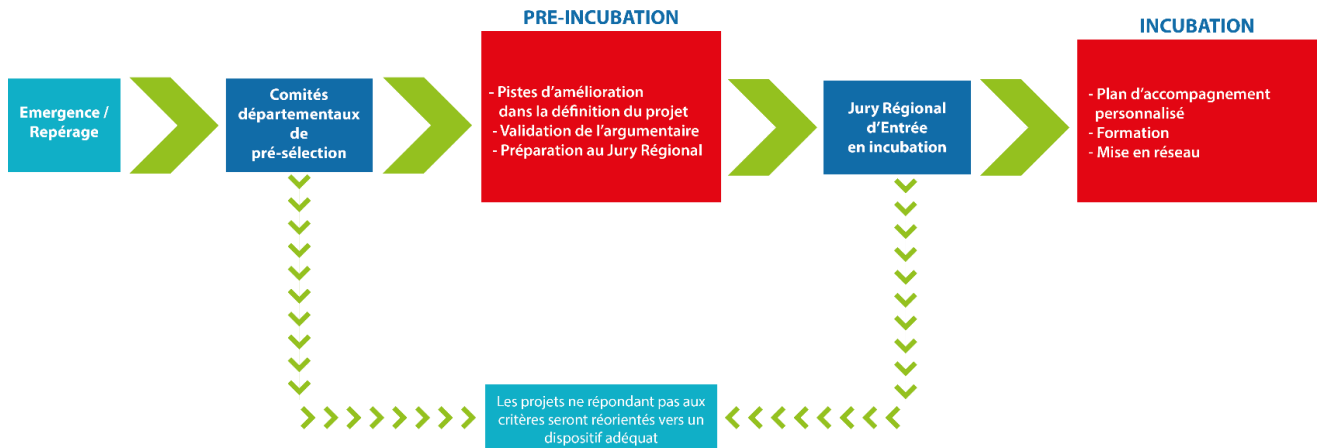 Emergence /
Repérage
Comités
départementaux
de
pré-sélection
PRE-INCUBATION
- Pistes d'amélioration
dans la définition du projet
- Validation de l'argumentaire
- Préparation au Jury Régional
Jury Régional
d'Entrée
en incubation
INCUBATION
- Plan d'accompagnement
personnalisé
- Formation
- Mise en réseau
Les projets ne répondant pas aux
critères seront réorientés vers un
dispositif adéquat